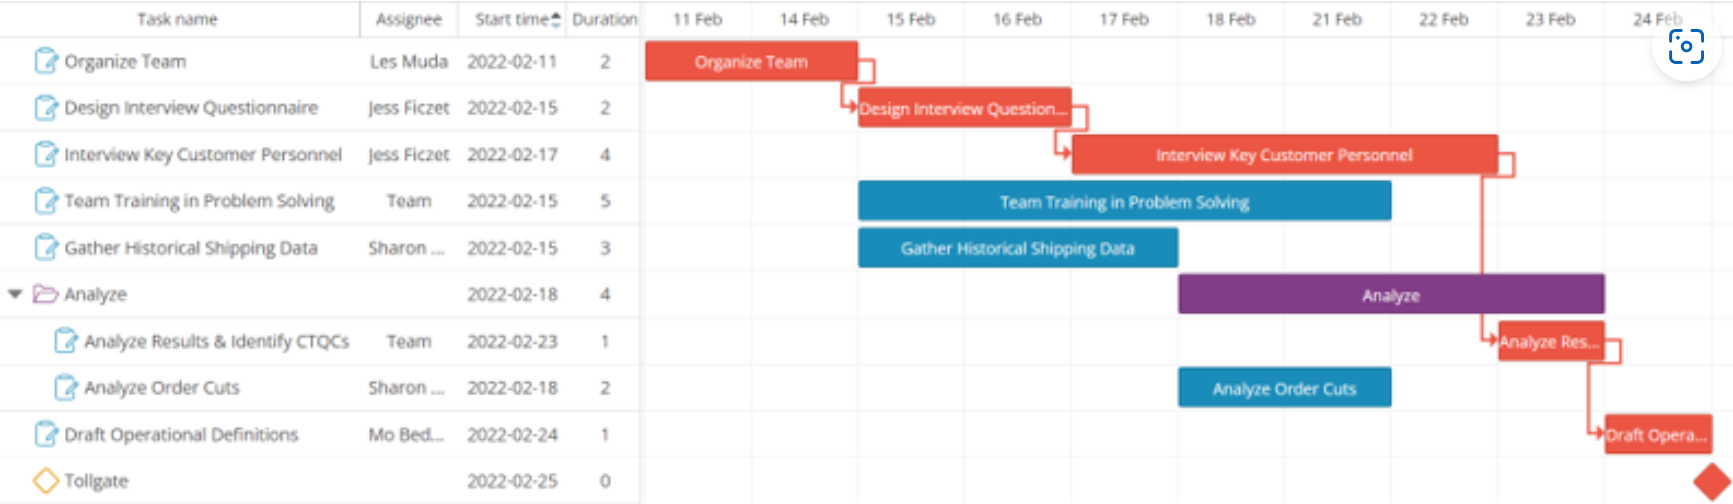 Task name Assignee Start time Duration 11 Feb 14 Feb 15 Feb 16 Feb 17 Feb 18 Feb 21 Feb 22 Feb 23 Feb 24 Feb
Organize Team Les Muda 2022-02-11 2 Organize Team
Design Interview Questionnaire Jess Ficzet 2022-02-15 2 Design Interview Question...
Interview Key Customer Personnel Jess Ficzet 2022-02-17 4 Interview Key Customer Personnel
Team Training in Problem Solving Team 2022-02-15 5 Team Training in Problem Solving
Gather Historical Shipping Data Sharon ... 2022-02-15 3 Gather Historical Shipping Data
Analyze 2022-02-18 4 Analyze
Analyze Results & Identify CTQCs Team 2022-02-23 1 Analyze Res...
Analyze Order Cuts Sharon ... 2022-02-18 2 Analyze Order Cuts
Draft Operational Definitions Mo Bed... 2022-02-24 1 Draft Opera...
Tollgate 2022-02-25 0